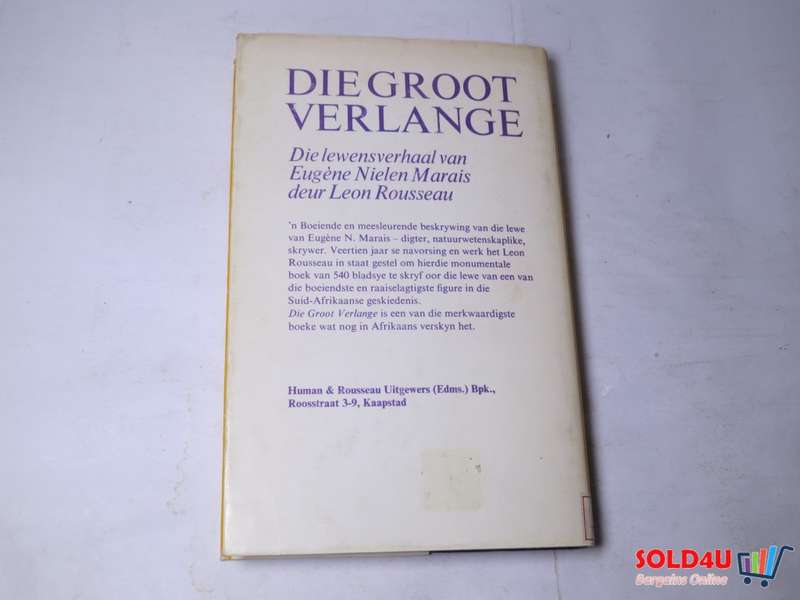 DIE GROOT
VERLANGE
Die lewensverhaal van
Eugène Nielen Marais
deur Leon Rousseau
'n Boeiende en meesleurende beskrywing van die lewe
van Eugène N. Marais – digter, natuurwetenskaplike,
skrywer. Veertien jaar se navorsing en werk het Leon
Rousseau in staat gestel om hierdie monumentale
boek van 540 bladsye te skryf oor die lewe van een van
die boeiendste en raaiselagtigste figure in die
Suid-Afrikaanse geskiedenis.
Die Groot Verlange is een van die merkwaardigste
boeke wat nog in Afrikaans verskyn het.
Human & Rousseau Uitgewers (Edms.) Bpk.,
Roosstraat 3-9, Kaapstad
SOLD4U
Bargains Online